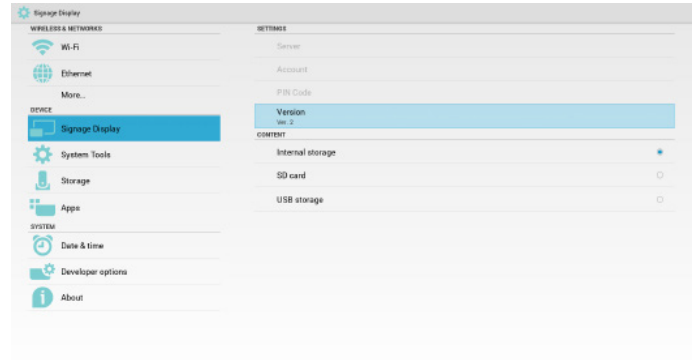 Signage Display
WIRELESS & NETWORKS
Wi-Fi
Ethernet
More...
DEVICE
Signage Display
System Tools
Storage
Apps
SYSTEM
Date & time
Developer options
About
SETTINGS
Server
Account
PIN Code
Version
Ver. 2
CONTENT
Internal storage
SD card
USB storage